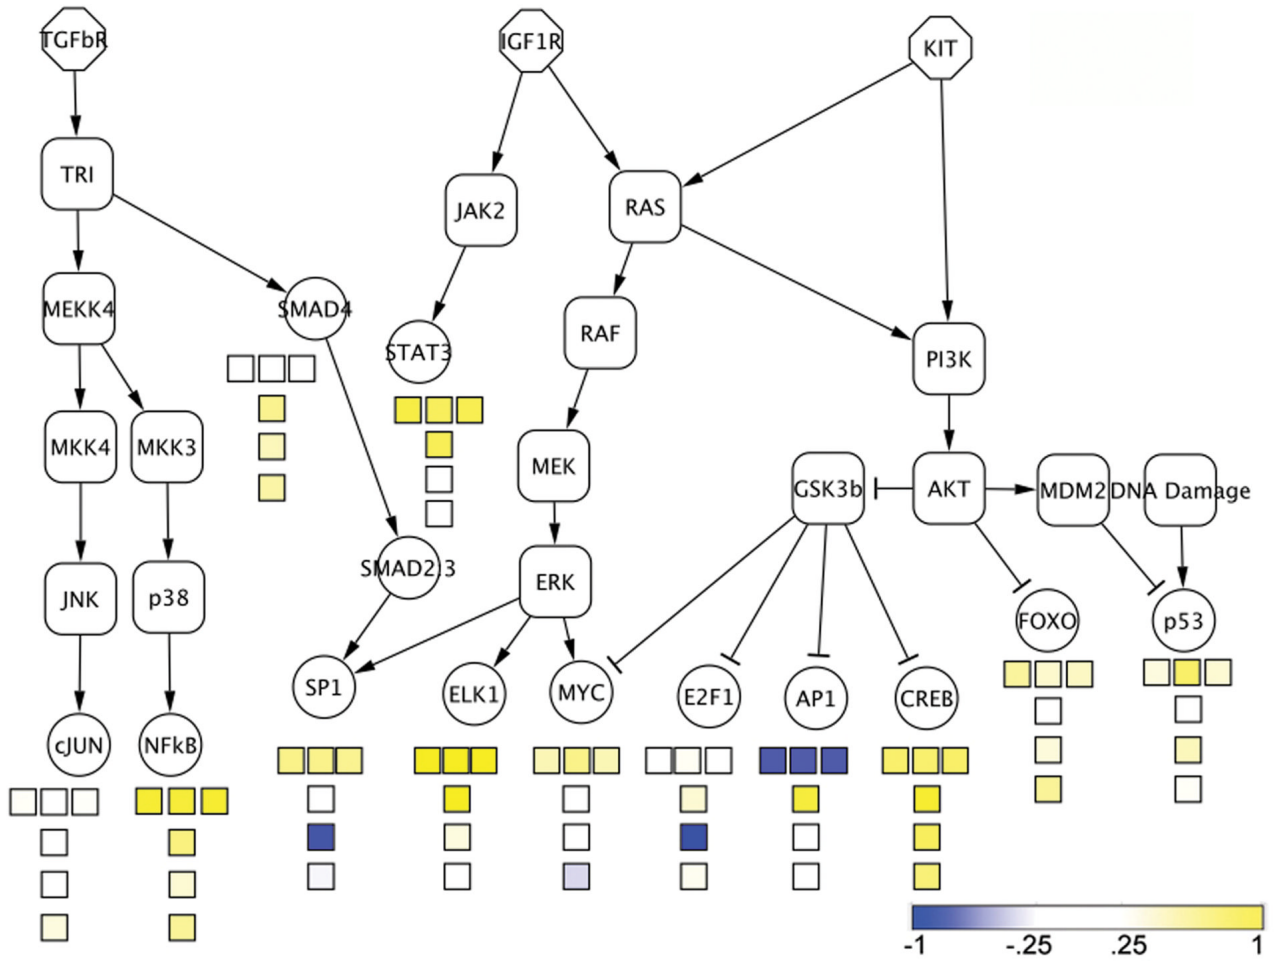 TGFbR
IGF1R
KIT
TRI
JAK2
RAS
MEKK4
SMAD4
STAT3
RAF
PI3K
MKK4
MKK3
MEK
GSK3b
AKT
MDM2
DNA Damage
SMAD2:3
ERK
JNK
p38
FOXO
p53
SP1
ELK1
MYC
E2F1
AP1
CREB
cJUN
NFkB
-1 -.25 .25 1